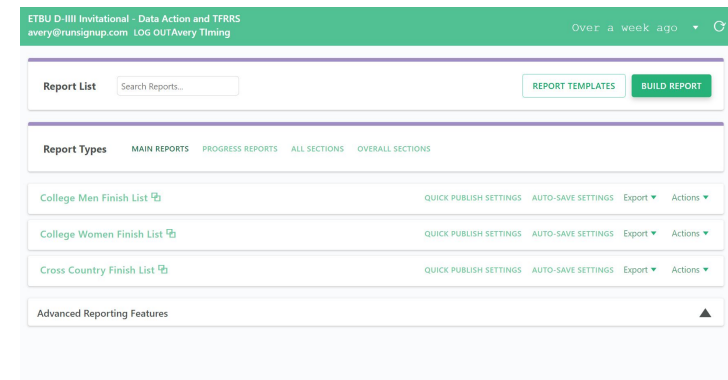 ETBU D-IIII Invitational - Data Action and TFRRS
avery@runsignup.com LOG OUTAvery TIming
Over a week ago
Report List Search Reports... REPORT TEMPLATES BUILD REPORT
Report Types MAIN REPORTS PROGRESS REPORTS ALL SECTIONS OVERALL SECTIONS
College Men Finish List QUICK PUBLISH SETTINGS AUTO-SAVE SETTINGS Export Actions
College Women Finish List QUICK PUBLISH SETTINGS AUTO-SAVE SETTINGS Export Actions
Cross Country Finish List QUICK PUBLISH SETTINGS AUTO-SAVE SETTINGS Export Actions
Advanced Reporting Features